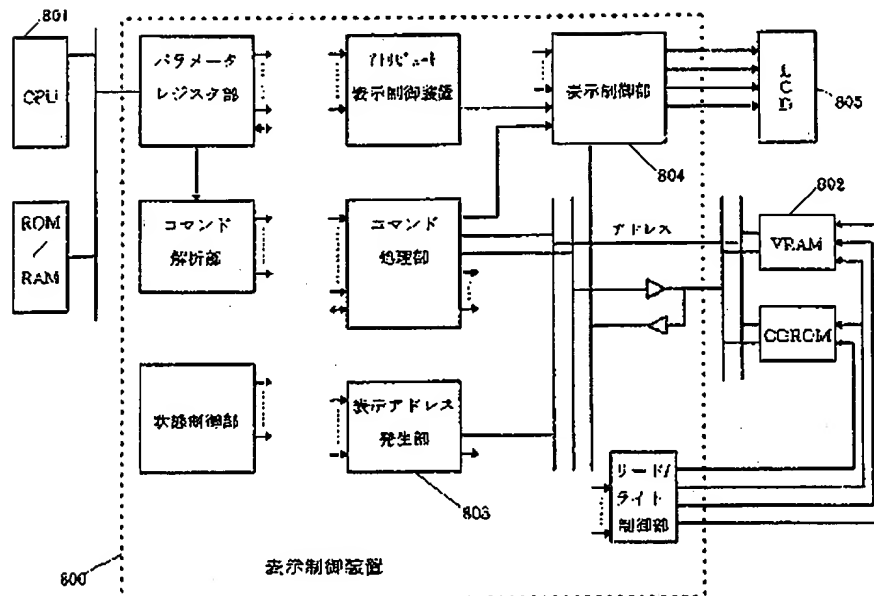 801
CPU
ROM
/
RAM
パラメータ
レジスタ部
コマンド
解析部
状態制御部
アトリビュート
表示制御装置
コマンド
処理部
表示アドレス
発生部
803
表示制御部
804
LCD
805
アドレス
802
VRAM
CGROM
リード/
ライト
制御部
800
表示制御装置